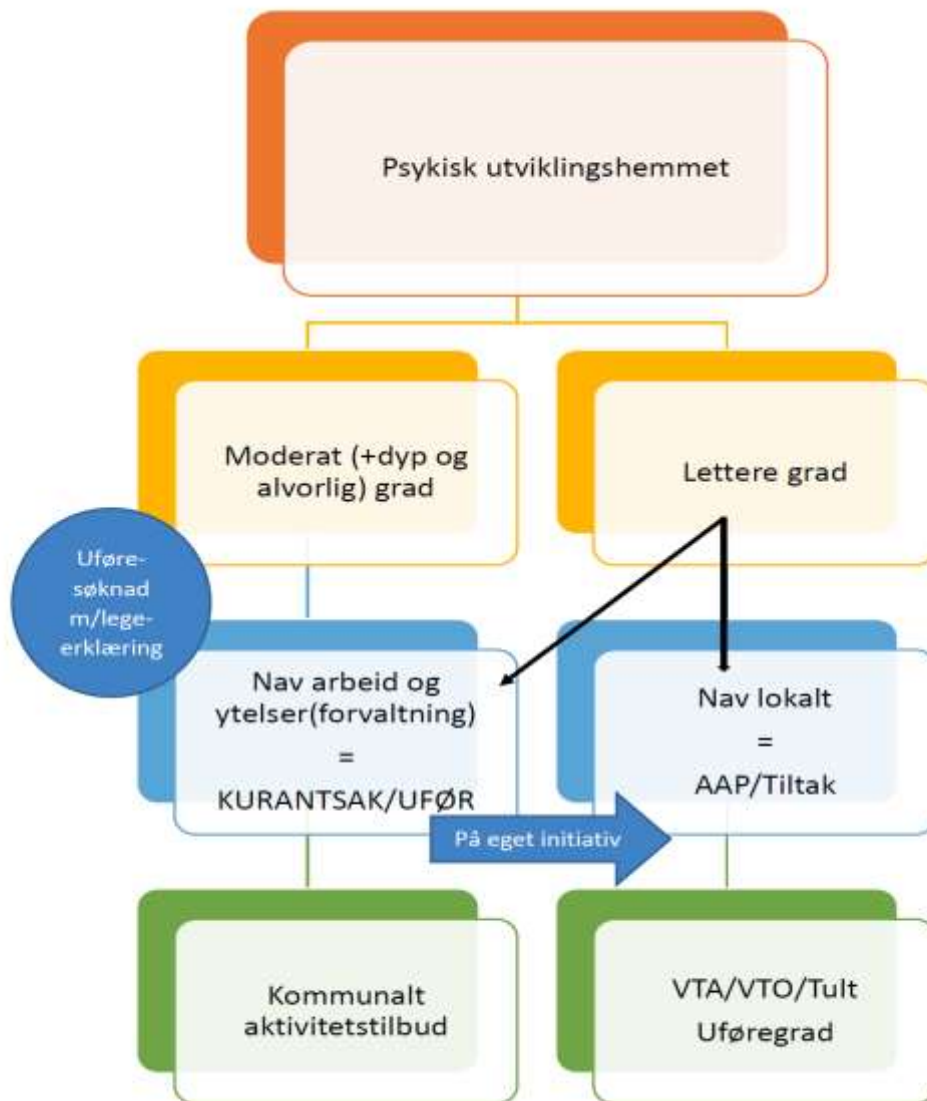 Psykisk utviklingshemmet
Moderat (+dyp og
alvorlig) grad
Lettere grad
Uføre-
søknad
m/lege-
erklæring
Nav arbeid og
ytelser(forvaltning)
=
KURANTSAK/UFØR
Nav lokalt
=
AAP/Tiltak
På eget initiativ
Kommunalt
aktivitetstilbud
VTA/VTO/Tult
Uføregrad